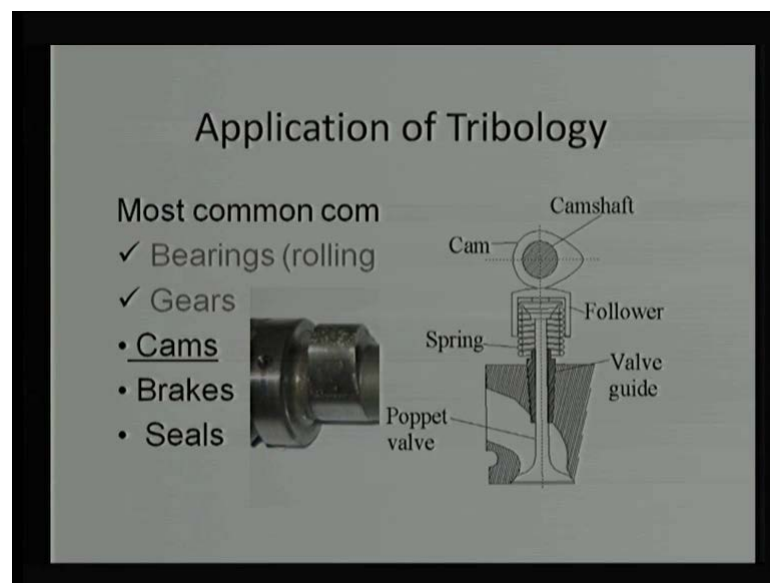 Application of Tribology
Most common com
✓ Bearings (rolling
✓ Gears
• Cams
• Brakes
• Seals
Camshaft
Cam
Follower
Spring
Valve
guide
Poppet
valve